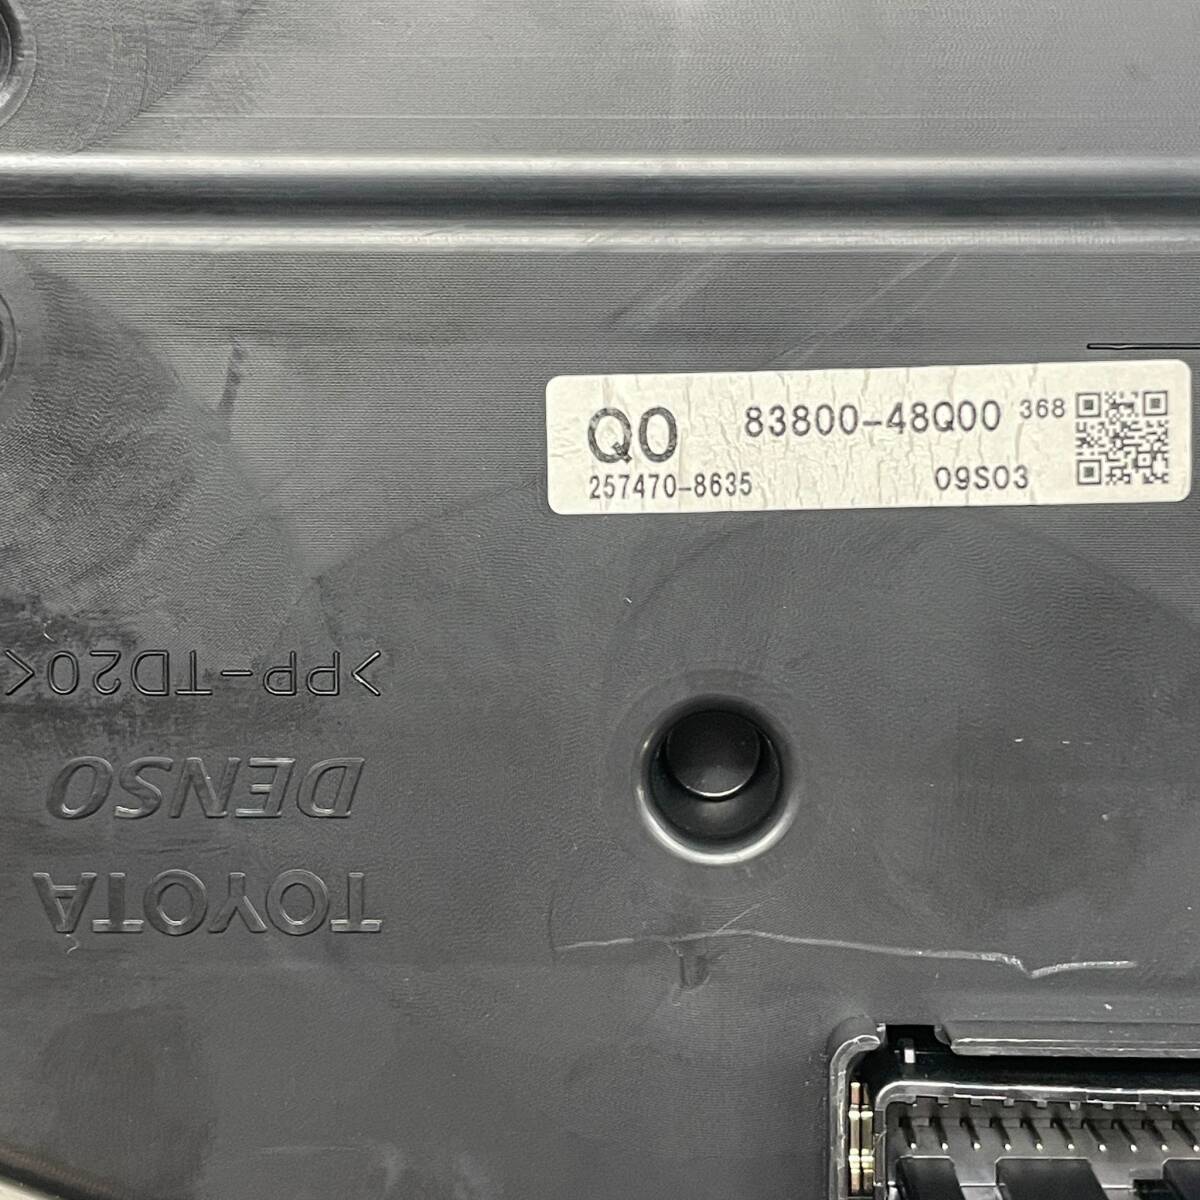 Q0 83800-48Q00 368
257470-8635 09S03
>PP-TD20<
DENSO
TOYOTA